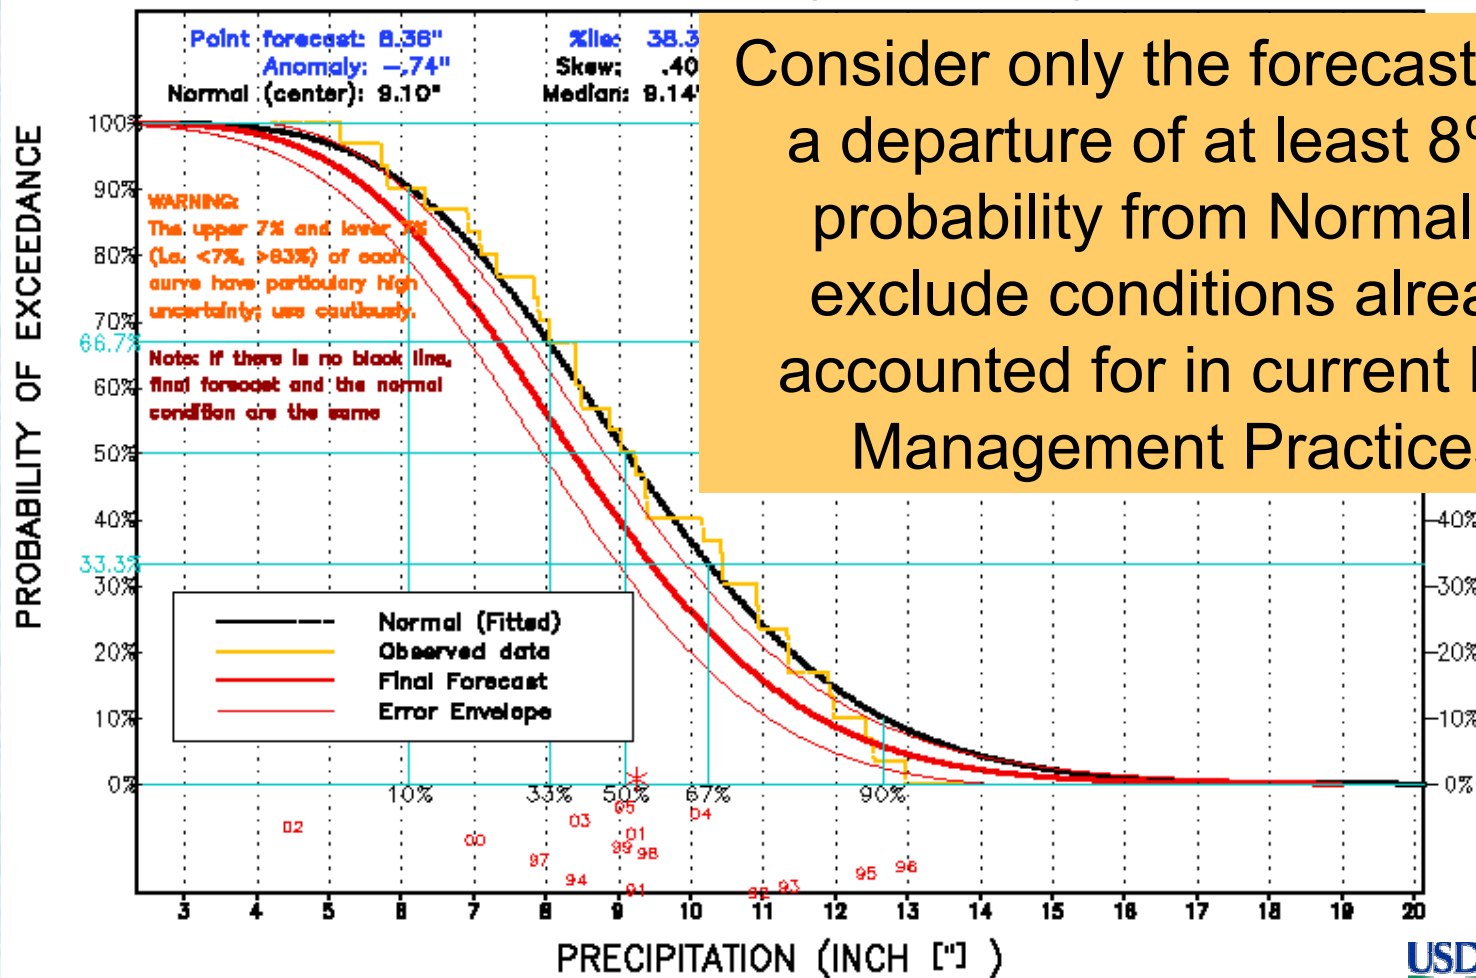 Point forecast: 8.36"
Anomaly: -.74"
Normal (center): 9.10"
%ile: 38.3
Skew: .40
Median: 9.14"
Consider only the forecast
a departure of at least 8%
probability from Normal
exclude conditions alrea
accounted for in current
Management Practices
PROBABILITY OF EXCEEDANCE
100%
90%
80%
70%
66.7%
60%
50%
40%
33.3%
30%
20%
10%
0%
WARNING:
The upper 7% and lower 7%
(i.e. <7%, >93%) of each
curve have particulary high
uncertainty; use cautiously.
Note: If there is no black line,
final forecast and the normal
condition are the same
Normal (Fitted)
Observed data
Final Forecast
Error Envelope
40%
30%
20%
10%
0%
10% 33% 50% 67% 90%
02 00 97 03 94 05 01 99 98 91 04 92 93 95 96
3 4 5 6 7 8 9 10 11 12 13 14 15 16 17 18 19 20
PRECIPITATION (INCH ["] )
USD